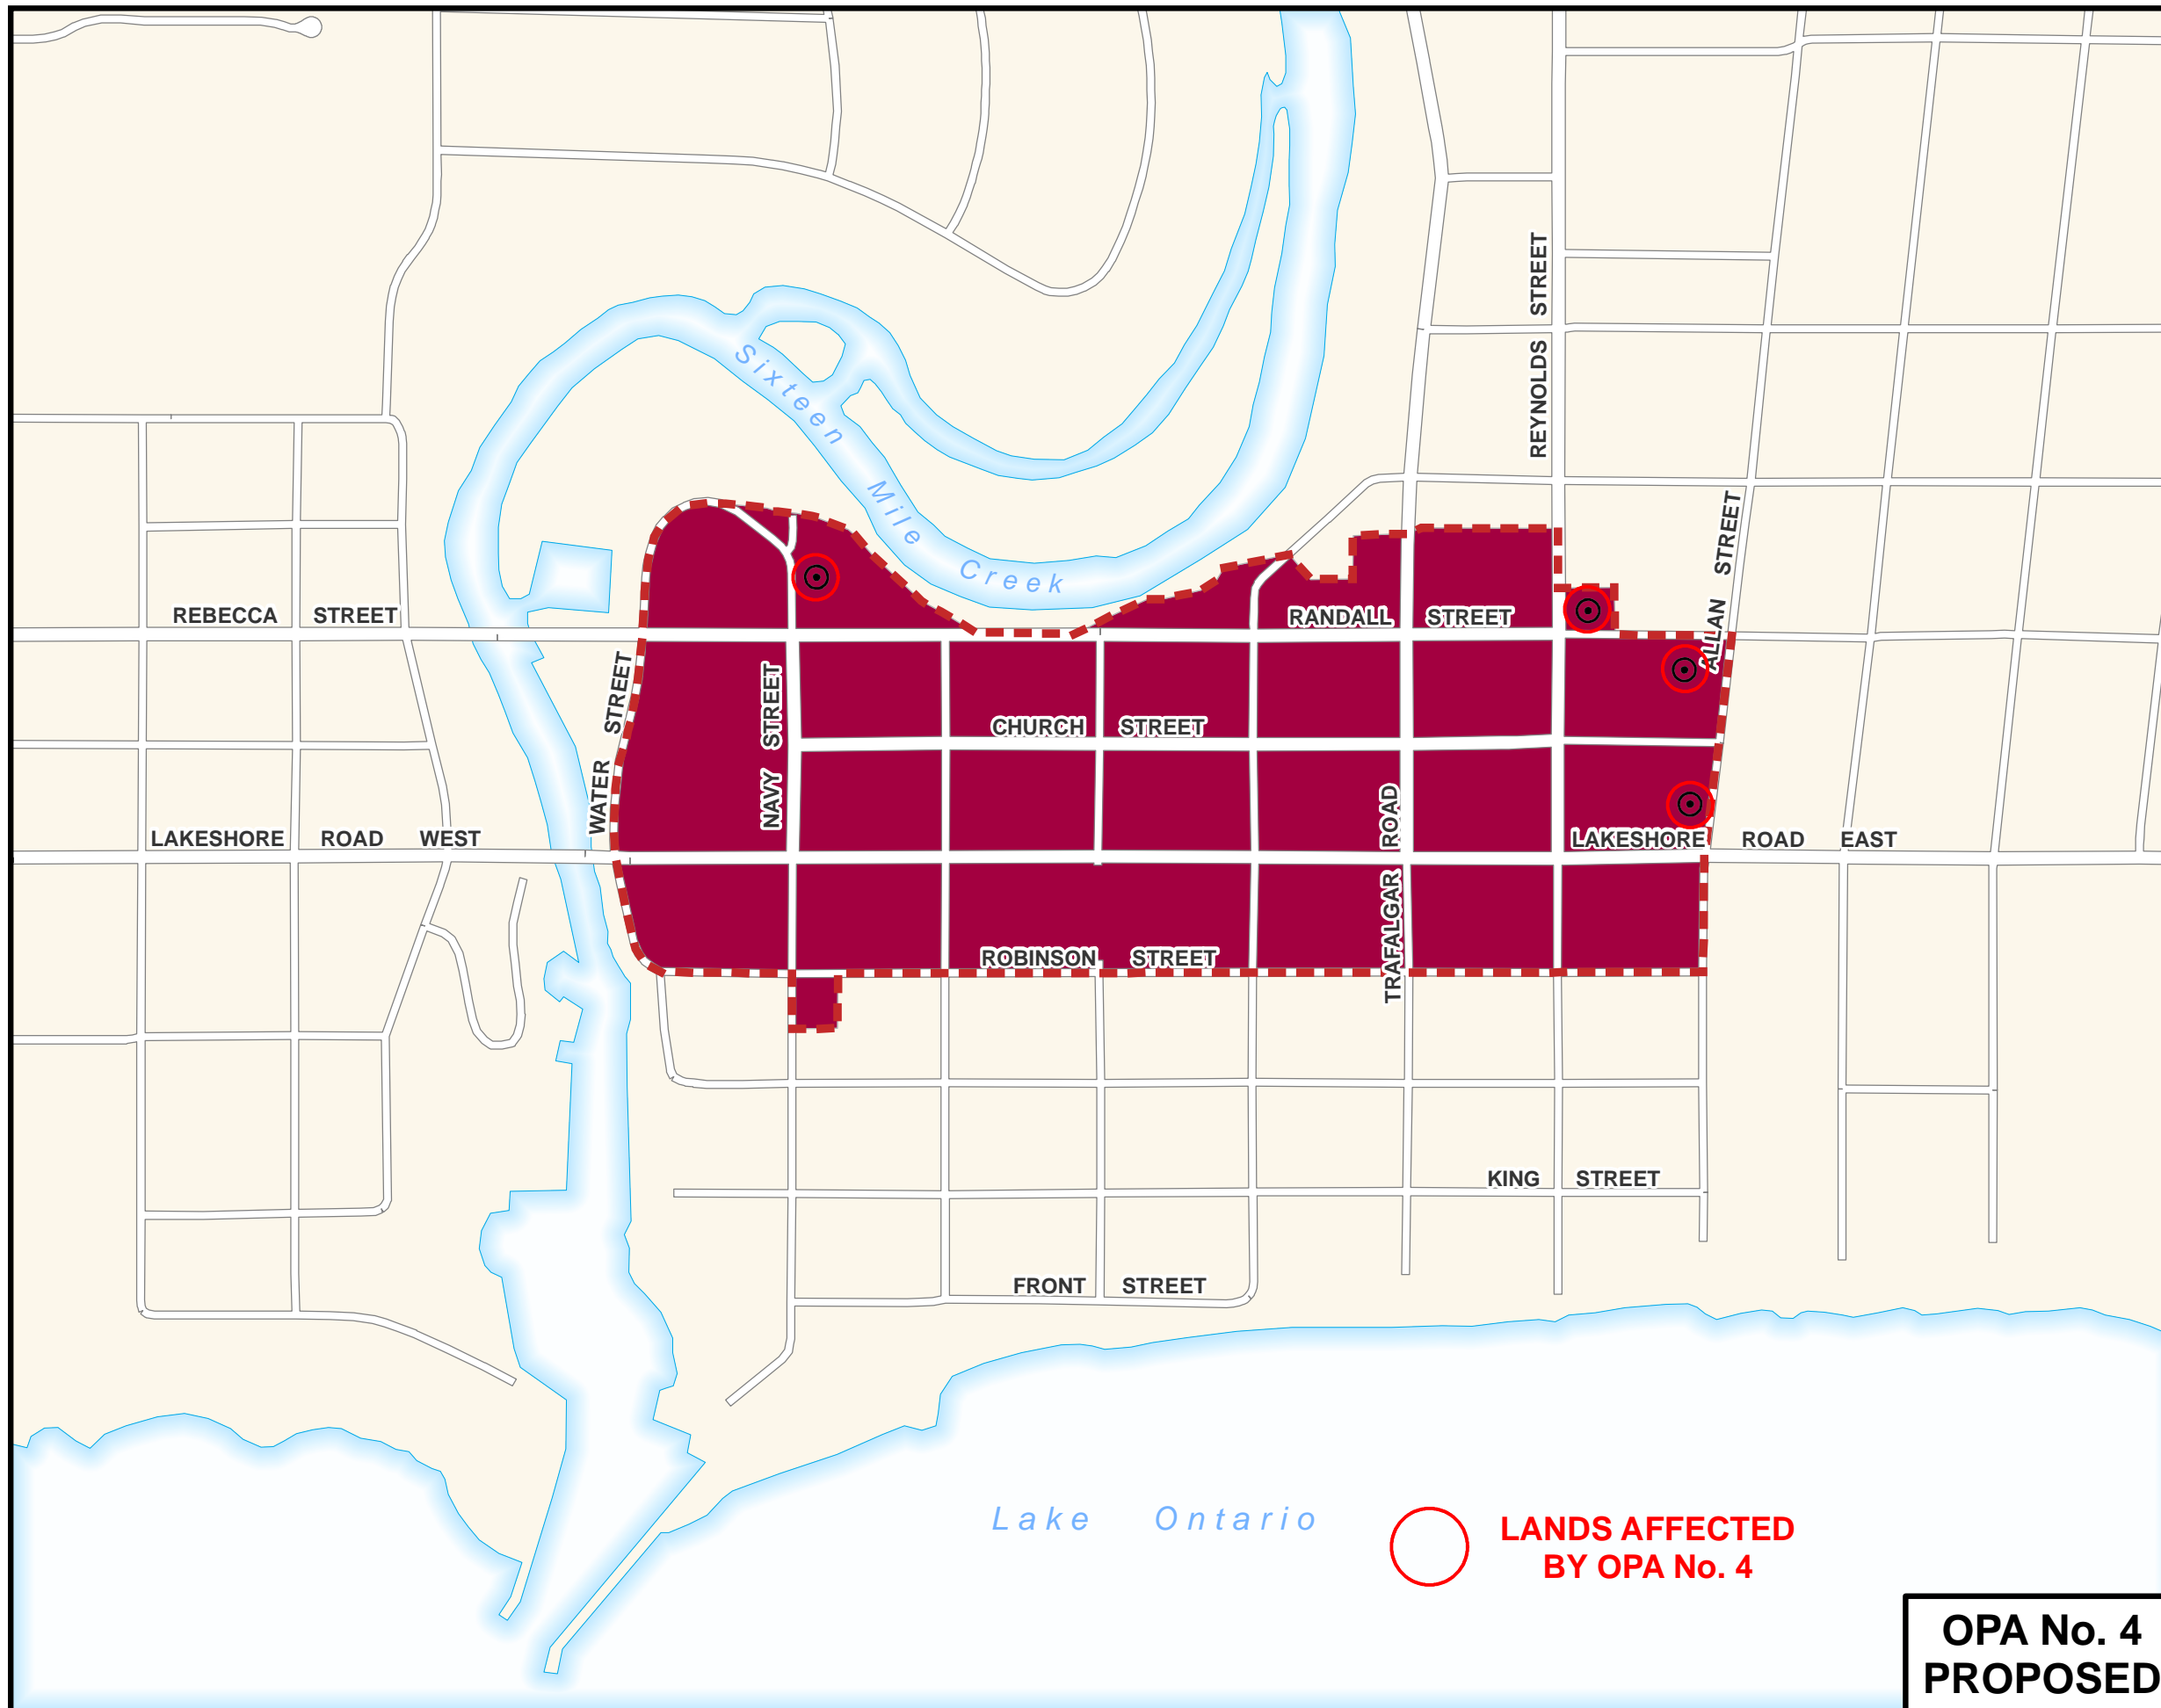 REYNOLDS STREET
Sixteen Mile Creek
ALLAN STREET
REBECCA STREET
RANDALL STREET
WATER STREET
NAVY STREET
CHURCH STREET
LAKESHORE ROAD WEST
TRAFALGAR ROAD
LAKESHORE ROAD EAST
ROBINSON STREET
KING STREET
FRONT STREET
Lake Ontario
LANDS AFFECTED
BY OPA No. 4
OPA No. 4
PROPOSED